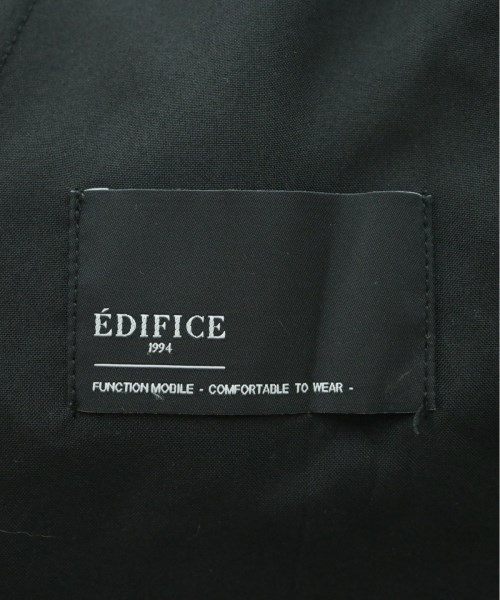 ÉDIFICE
1994
FUNCTION MOBILE - COMFORTABLE TO WEAR -